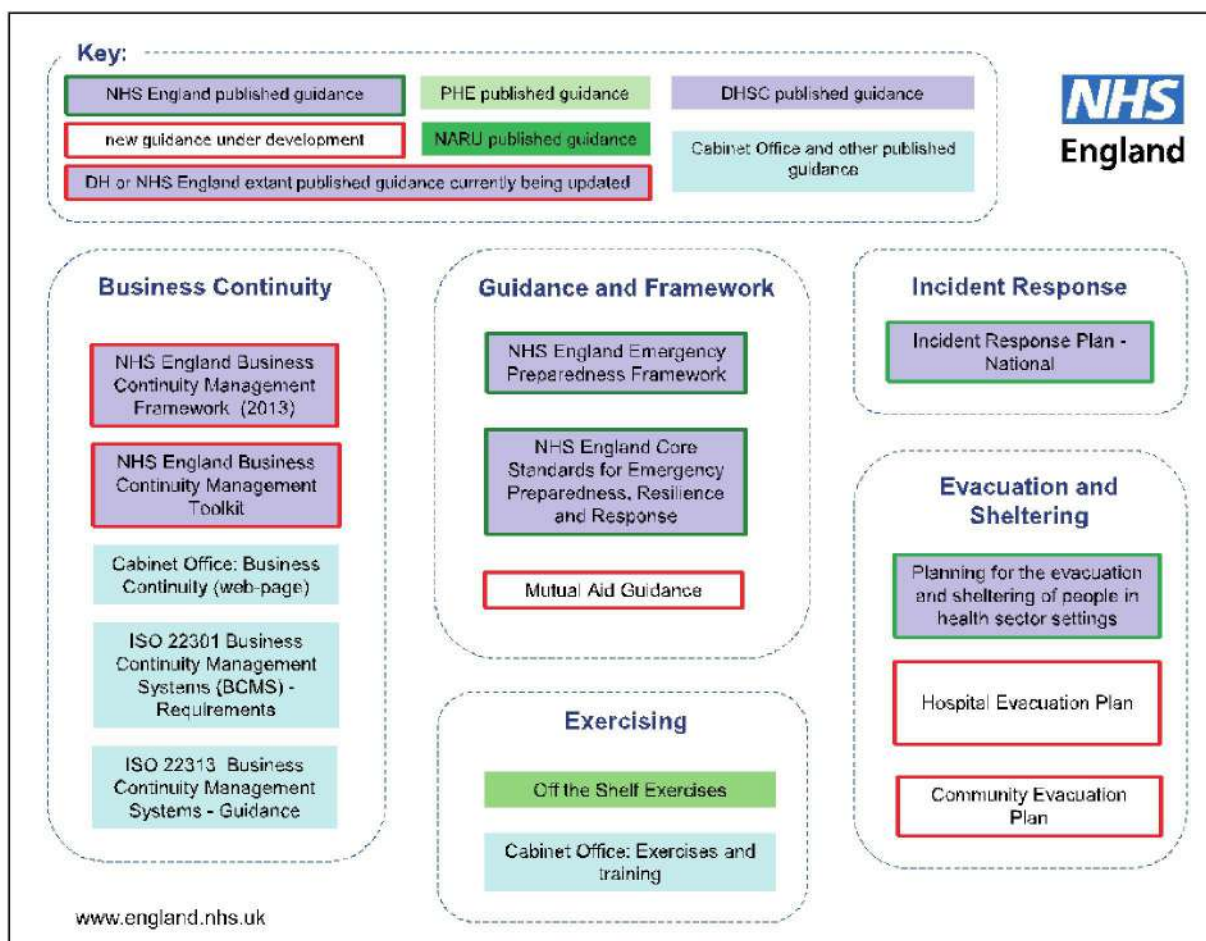 Key:
NHS England published guidance
PHE published guidance
DHSC published guidance
new guidance under development
NARU published guidance
Cabinet Office and other published
guidance
DH or NHS England extant published guidance currently being updated
NHS
England
Business Continuity
NHS England Business
Continuity Management
Framework (2013)
NHS England Business
Continuity Management
Toolkit
Cabinet Office: Business
Continuity (web-page)
ISO 22301 Business
Continuity Management
Systems (BCMS) -
Requirements
ISO 22313 Business
Continuity Management
Systems - Guidance
Guidance and Framework
NHS England Emergency
Preparedness Framework
NHS England Core
Standards for Emergency
Preparedness, Resilience
and Response
Mutual Aid Guidance
Exercising
Off the Shelf Exercises
Cabinet Office: Exercises and
training
Incident Response
Incident Response Plan -
National
Evacuation and
Sheltering
Planning for the evacuation
and sheltering of people in
health sector settings
Hospital Evacuation Plan
Community Evacuation
Plan
www.england.nhs.uk